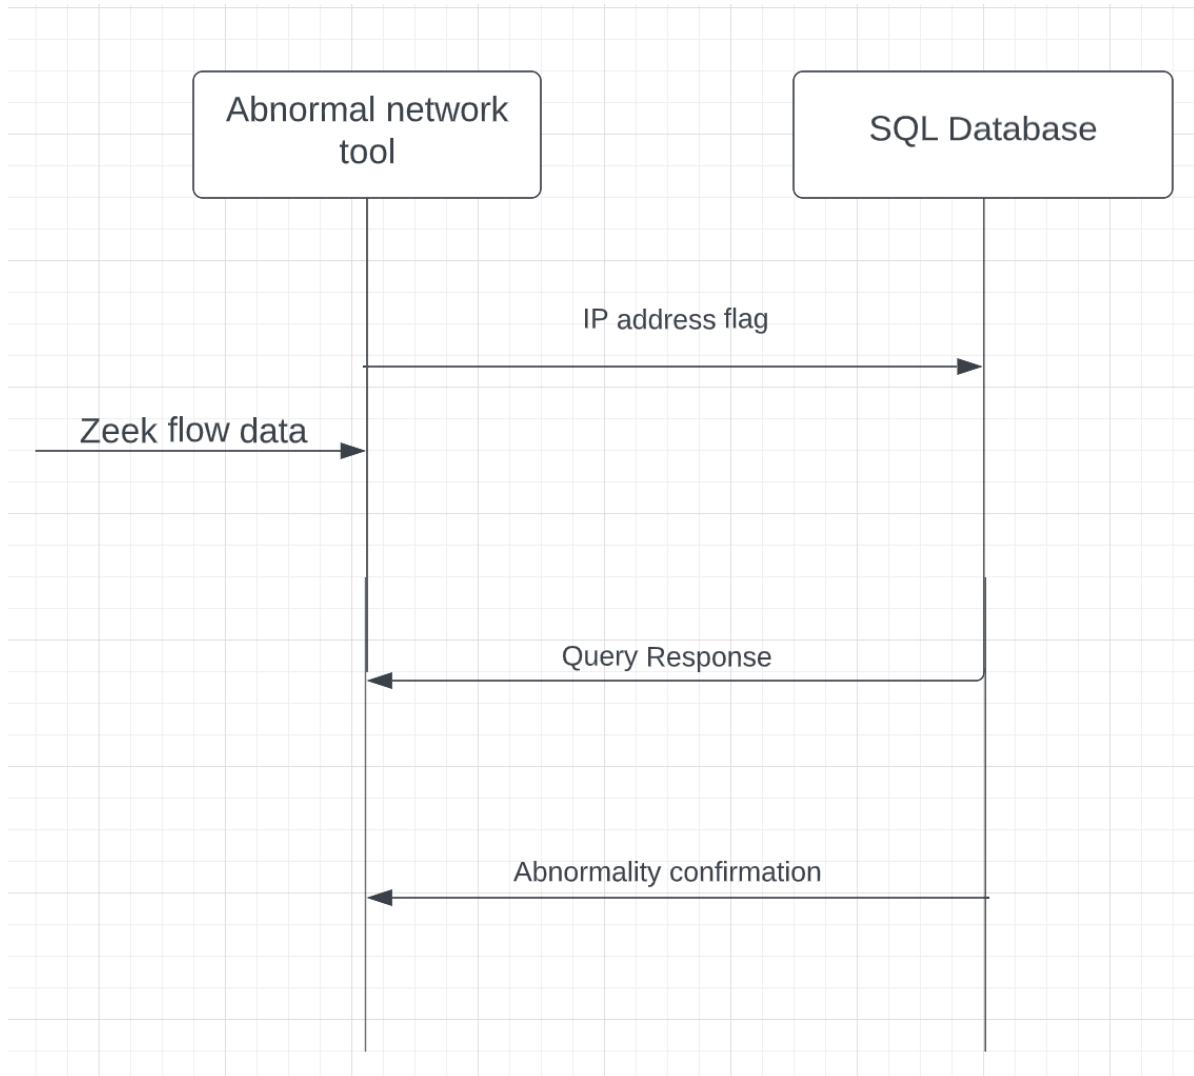 Abnormal network
tool
SQL Database
IP address flag
Zeek flow data
Query Response
Abnormality confirmation